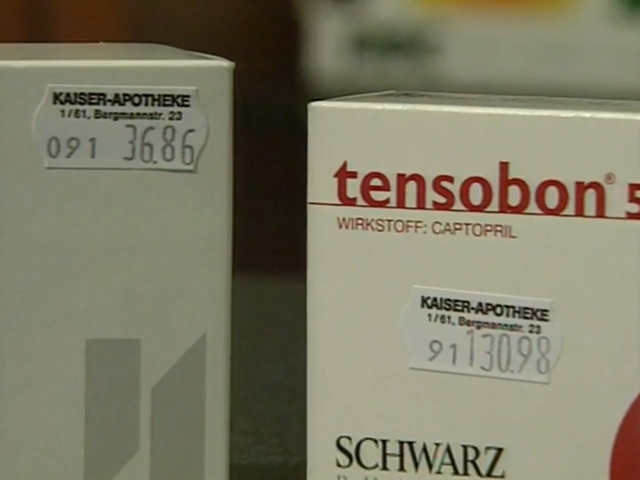 KAISER-APOTHEKE
1/61, Bergmannstr. 23
091 36.86
tensobon® 5
WIRKSTOFF: CAPTOPRIL
KAISER-APOTHEKE
1/61, Bergmannstr. 23
91 130.98
SCHWARZ